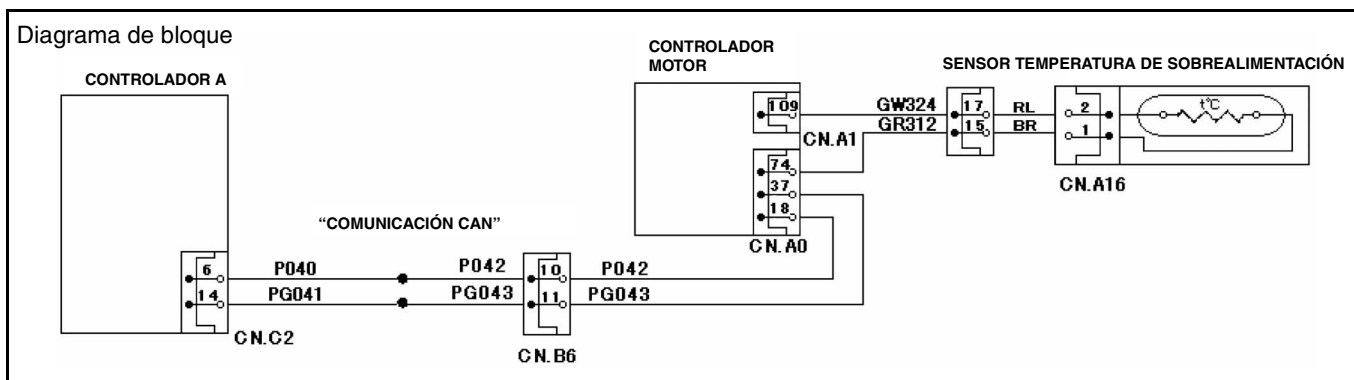 Diagrama de bloque
CONTROLADOR A
CONTROLADOR
MOTOR
SENSOR TEMPERATURA DE SOBREALIMENTACIÓN
109
GW324
17
RL
2
t°C
GR312
15
BR
1
CN.A1
74
37
18
CN.A16
"COMUNICACIÓN CAN"
CN.A0
6
P040
P042
10
P042
14
PG041
PG043
11
PG043
CN.C2
CN.B6